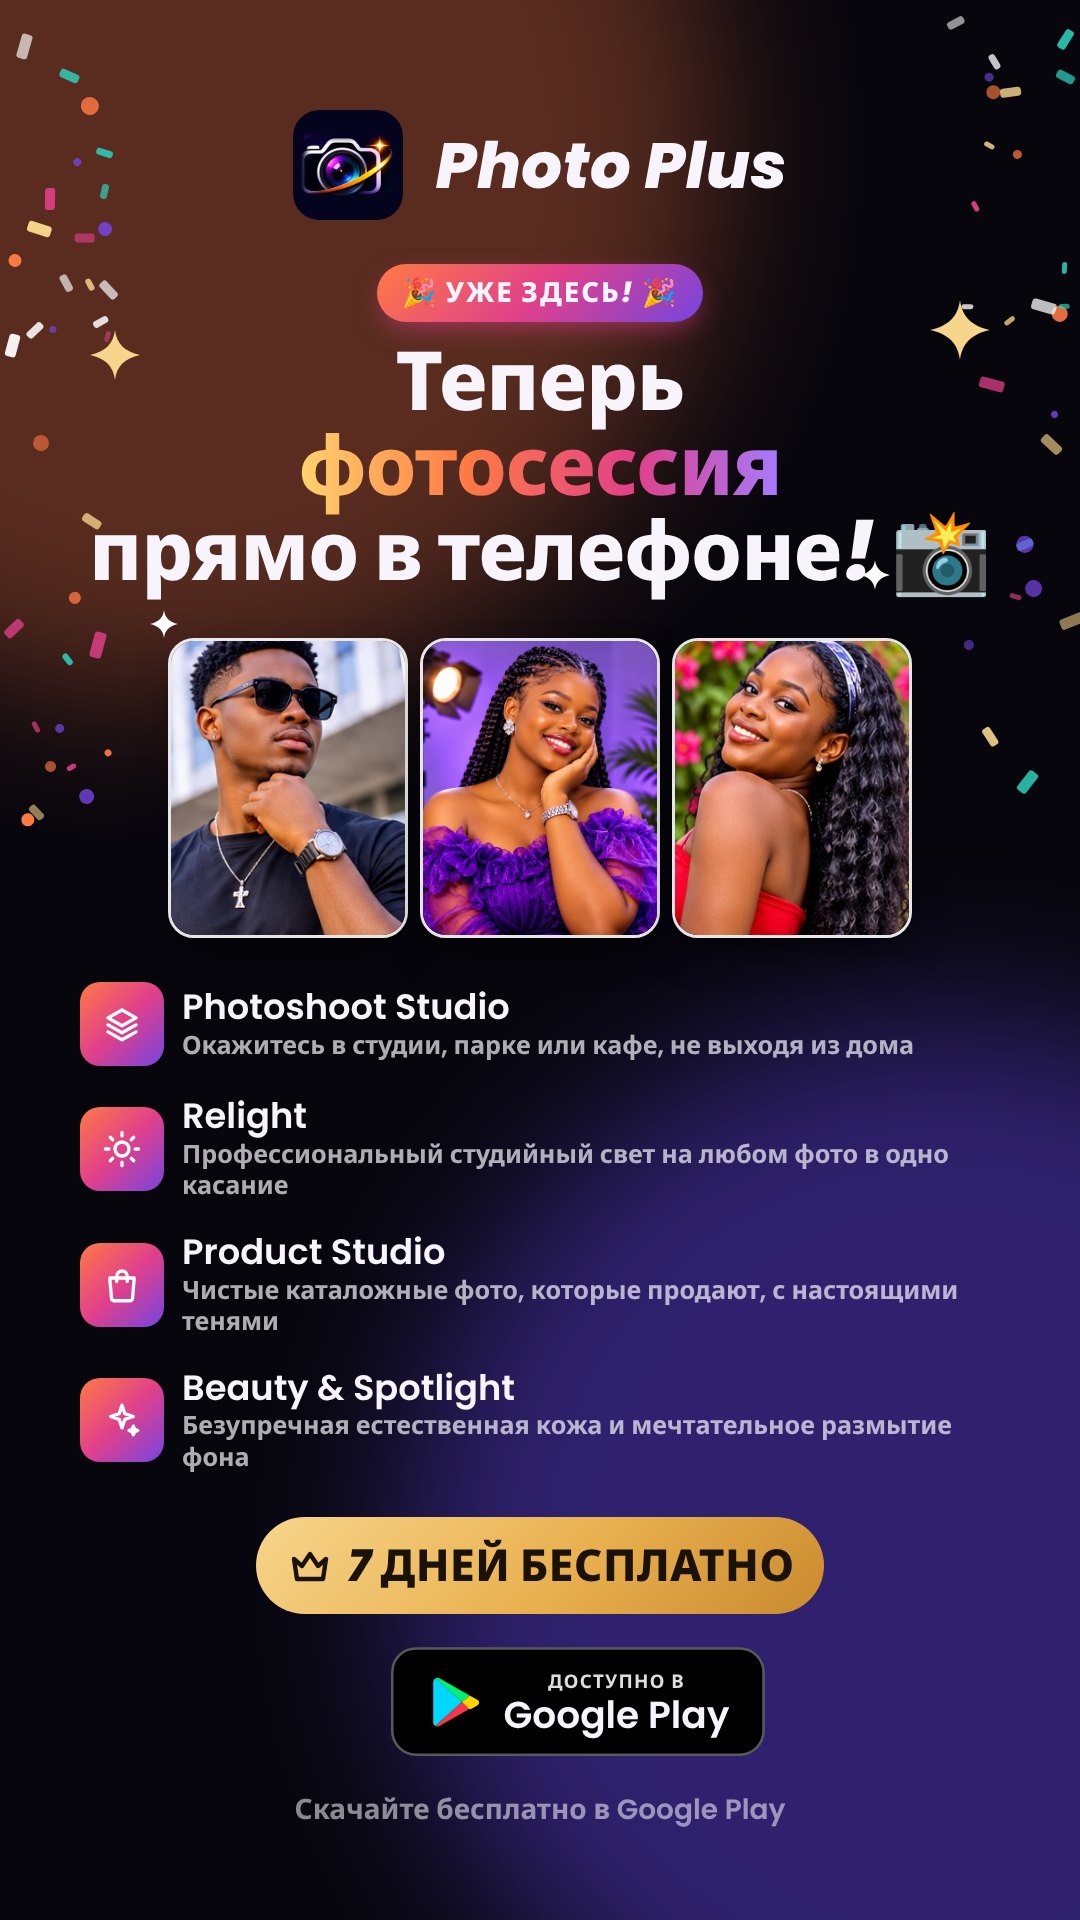 Photo Plus
🎉 УЖЕ ЗДЕСЬ! 🎉
Теперь
фотосессия
прямо в телефоне! 📸
Photoshoot Studio
Окажитесь в студии, парке или кафе, не выходя из дома
Relight
Профессиональный студийный свет на любом фото в одно
касание
Product Studio
Чистые каталожные фото, которые продают, с настоящими
тенями
Beauty & Spotlight
Безупречная естественная кожа и мечтательное размытие
фона
7 ДНЕЙ БЕСПЛАТНО
ДОСТУПНО В
Google Play
Скачайте бесплатно в Google Play